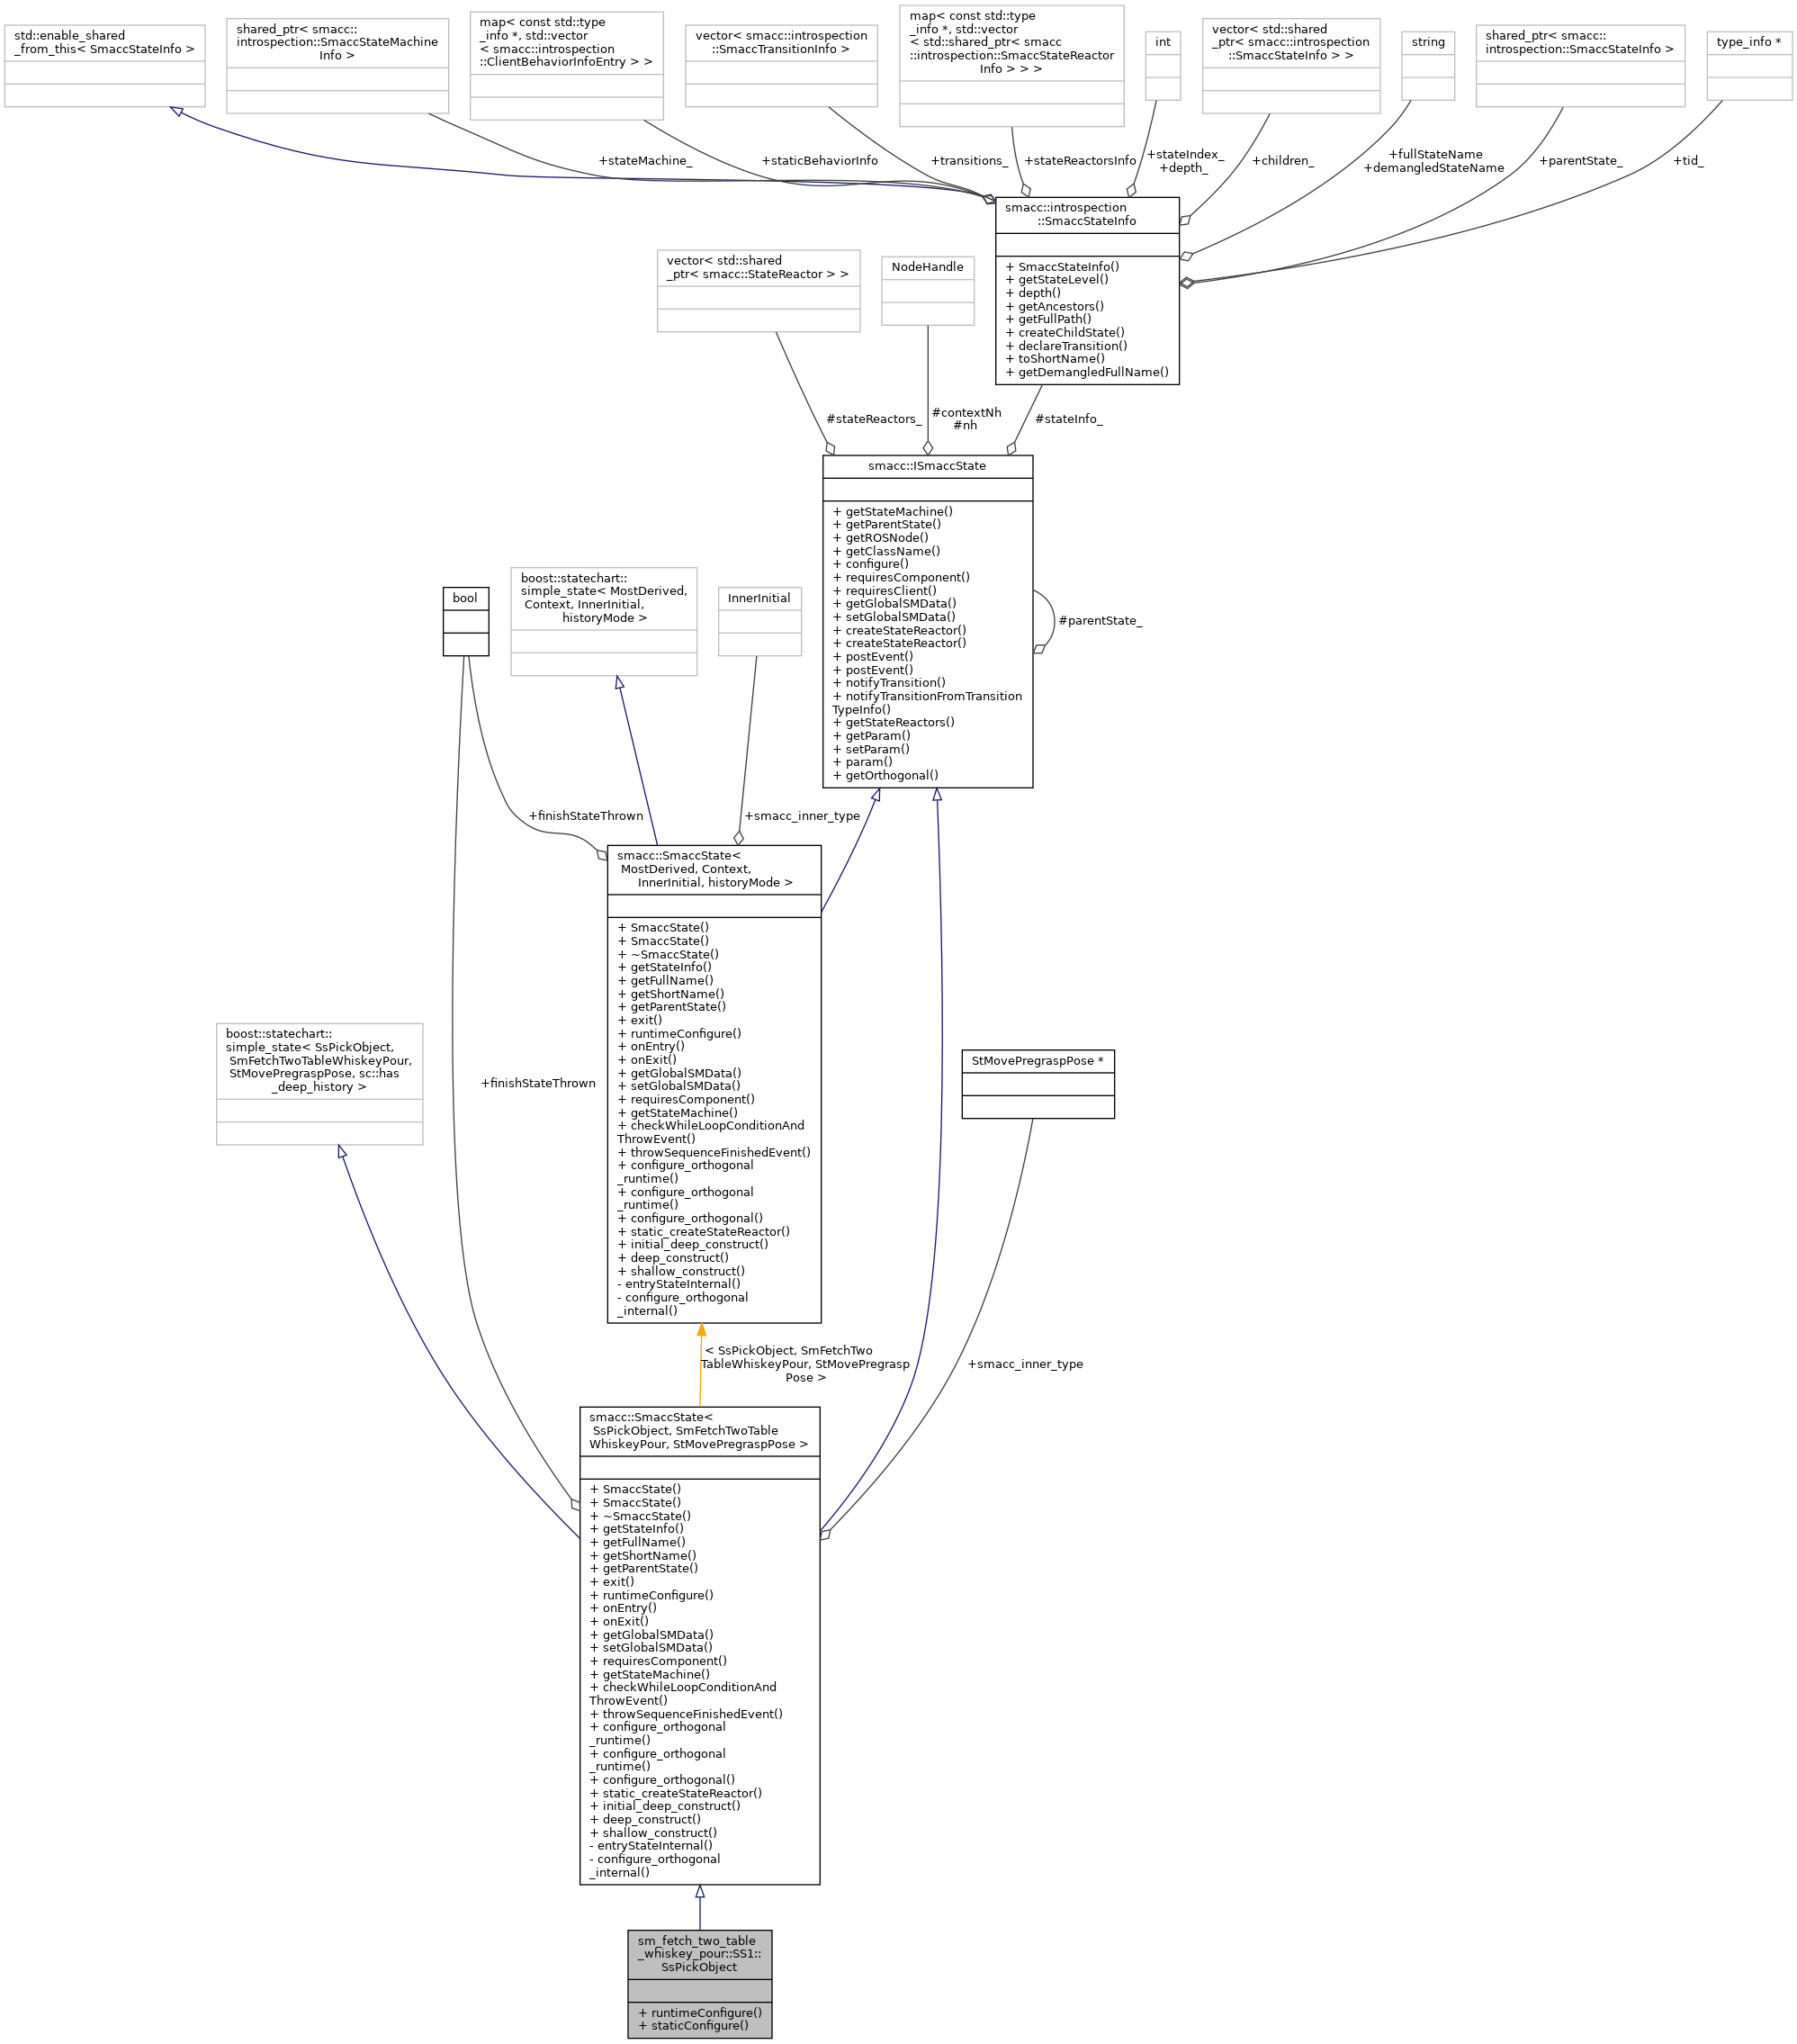 std::enable_shared
_from_this< SmaccStateInfo >
shared_ptr< smacc::
introspection::SmaccStateMachine
Info >
map< const std::type
_info *, std::vector
< smacc::introspection
::ClientBehaviorInfoEntry > >
vector< smacc::introspection
::SmaccTransitionInfo >
map< const std::type
_info *, std::vector
< std::shared_ptr< smacc
::introspection::SmaccStateReactor
Info > > >
int
vector< std::shared
_ptr< smacc::introspection
::SmaccStateInfo > >
string
shared_ptr< smacc::
introspection::SmaccStateInfo >
type_info *
+stateMachine_
+staticBehaviorInfo
+transitions_
+stateReactorsInfo
+stateIndex_
+depth_
+children_
+fullStateName
+demangledStateName
+parentState_
+tid_
smacc::introspection
::SmaccStateInfo
+ SmaccStateInfo()
+ getStateLevel()
+ depth()
+ getAncestors()
+ getFullPath()
+ createChildState()
+ declareTransition()
+ toShortName()
+ getDemangledFullName()
vector< std::shared
_ptr< smacc::StateReactor > >
NodeHandle
#stateReactors_
#contextNh
#nh
#stateInfo_
smacc::ISmaccState
+ getStateMachine()
+ getParentState()
+ getROSNode()
+ getClassName()
+ configure()
+ requiresComponent()
+ requiresClient()
+ getGlobalSMData()
+ setGlobalSMData()
+ createStateReactor()
+ createStateReactor()
+ postEvent()
+ postEvent()
+ notifyTransition()
+ notifyTransitionFromTransition
TypeInfo()
+ getStateReactors()
+ getParam()
+ setParam()
+ param()
+ getOrthogonal()
#parentState_
bool
boost::statechart::
simple_state< MostDerived,
Context, InnerInitial,
historyMode >
InnerInitial
+finishStateThrown
+smacc_inner_type
smacc::SmaccState<
MostDerived, Context,
InnerInitial, historyMode >
+ SmaccState()
+ SmaccState()
+ ~SmaccState()
+ getStateInfo()
+ getFullName()
+ getShortName()
+ getParentState()
+ exit()
+ runtimeConfigure()
+ onEntry()
+ onExit()
+ getGlobalSMData()
+ setGlobalSMData()
+ requiresComponent()
+ getStateMachine()
+ checkWhileLoopConditionAnd
ThrowEvent()
+ throwSequenceFinishedEvent()
+ configure_orthogonal
_runtime()
+ configure_orthogonal
_runtime()
+ configure_orthogonal()
+ static_createStateReactor()
+ initial_deep_construct()
+ deep_construct()
+ shallow_construct()
- entryStateInternal()
- configure_orthogonal
_internal()
boost::statechart::
simple_state< SsPickObject,
SmFetchTwoTableWhiskeyPour,
StMovePregraspPose, sc::has
_deep_history >
+finishStateThrown
StMovePregraspPose *
< SsPickObject, SmFetchTwo
TableWhiskeyPour, StMovePregrasp
Pose >
+smacc_inner_type
smacc::SmaccState<
SsPickObject, SmFetchTwoTable
WhiskeyPour, StMovePregraspPose >
+ SmaccState()
+ SmaccState()
+ ~SmaccState()
+ getStateInfo()
+ getFullName()
+ getShortName()
+ getParentState()
+ exit()
+ runtimeConfigure()
+ onEntry()
+ onExit()
+ getGlobalSMData()
+ setGlobalSMData()
+ requiresComponent()
+ getStateMachine()
+ checkWhileLoopConditionAnd
ThrowEvent()
+ throwSequenceFinishedEvent()
+ configure_orthogonal
_runtime()
+ configure_orthogonal
_runtime()
+ configure_orthogonal()
+ static_createStateReactor()
+ initial_deep_construct()
+ deep_construct()
+ shallow_construct()
- entryStateInternal()
- configure_orthogonal
_internal()
sm_fetch_two_table
_whiskey_pour::SS1::
SsPickObject
+ runtimeConfigure()
+ staticConfigure()